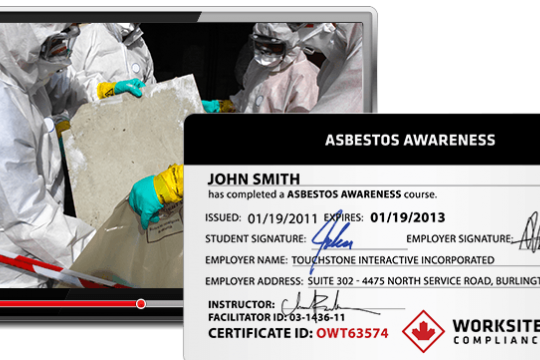 ASBESTOS AWARENESS
JOHN SMITH
has completed a ASBESTOS AWARENESS course.
ISSUED: 01/19/2011 EXPIRES: 01/19/2013
STUDENT SIGNATURE: John EMPLOYER SIGNATURE:
EMPLOYER NAME: TOUCHSTONE INTERACTIVE INCORPORATED
EMPLOYER ADDRESS: SUITE 302 - 4475 NORTH SERVICE ROAD, BURLINGT
INSTRUCTOR:
FACILITATOR ID: 03-1436-11
CERTIFICATE ID: OWT63574
WORKSITE
COMPLIANC